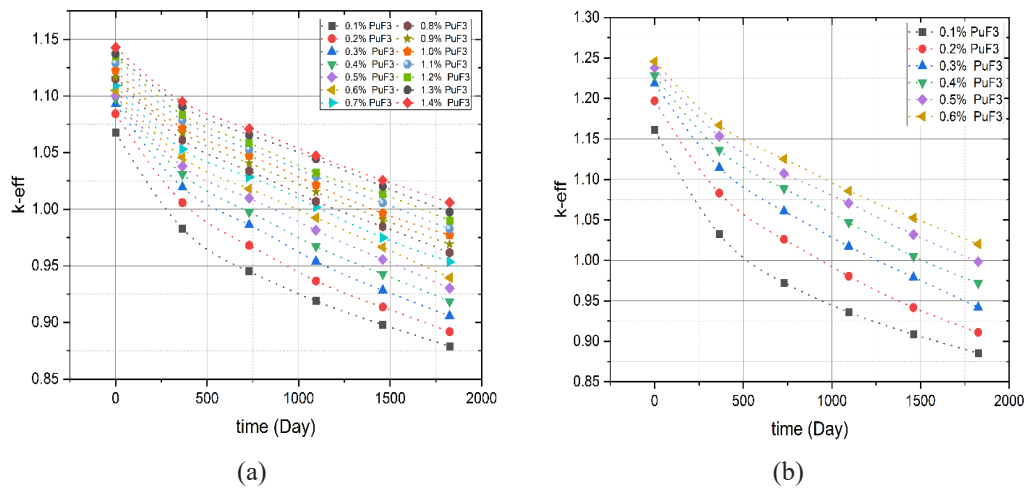 1.15
1.10
1.05
1.00
0.95
0.90
0.85
k-eff
0 500 1000 1500 2000
time (Day)
0.1% PuF3 0.8% PuF3
0.2% PuF3 0.9% PuF3
0.3% PuF3 1.0% PuF3
0.4% PuF3 1.1% PuF3
0.5% PuF3 1.2% PuF3
0.6% PuF3 1.3% PuF3
0.7% PuF3 1.4% PuF3
(a)
1.30
1.25
1.20
1.15
1.10
1.05
1.00
0.95
0.90
0.85
k-eff
0 500 1000 1500 2000
time (Day)
0.1% PuF3
0.2% PuF3
0.3% PuF3
0.4% PuF3
0.5% PuF3
0.6% PuF3
(b)